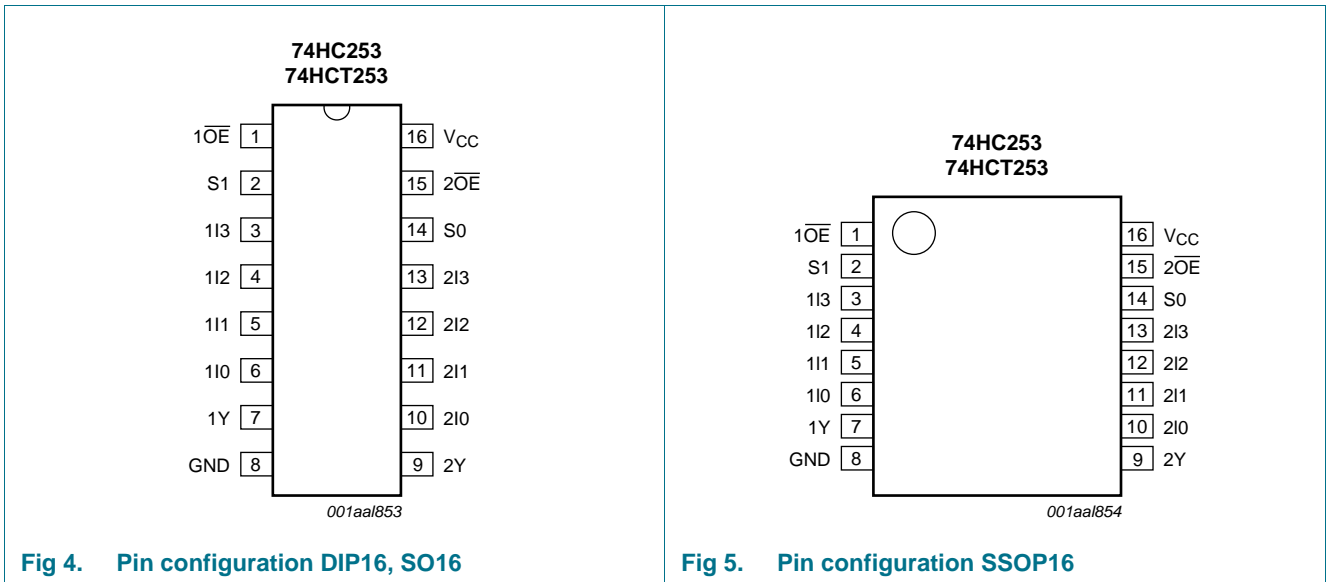 74HC253
74HCT253
1OE 1
16 VCC
S1 2
15 2OE
1I3 3
14 S0
1I2 4
13 2I3
1I1 5
12 2I2
1I0 6
11 2I1
1Y 7
10 2I0
GND 8
9 2Y
001aal853
Fig 4. Pin configuration DIP16, SO16
74HC253
74HCT253
1OE 1
16 VCC
S1 2
15 2OE
1I3 3
14 S0
1I2 4
13 2I3
1I1 5
12 2I2
1I0 6
11 2I1
1Y 7
10 2I0
GND 8
9 2Y
001aal854
Fig 5. Pin configuration SSOP16